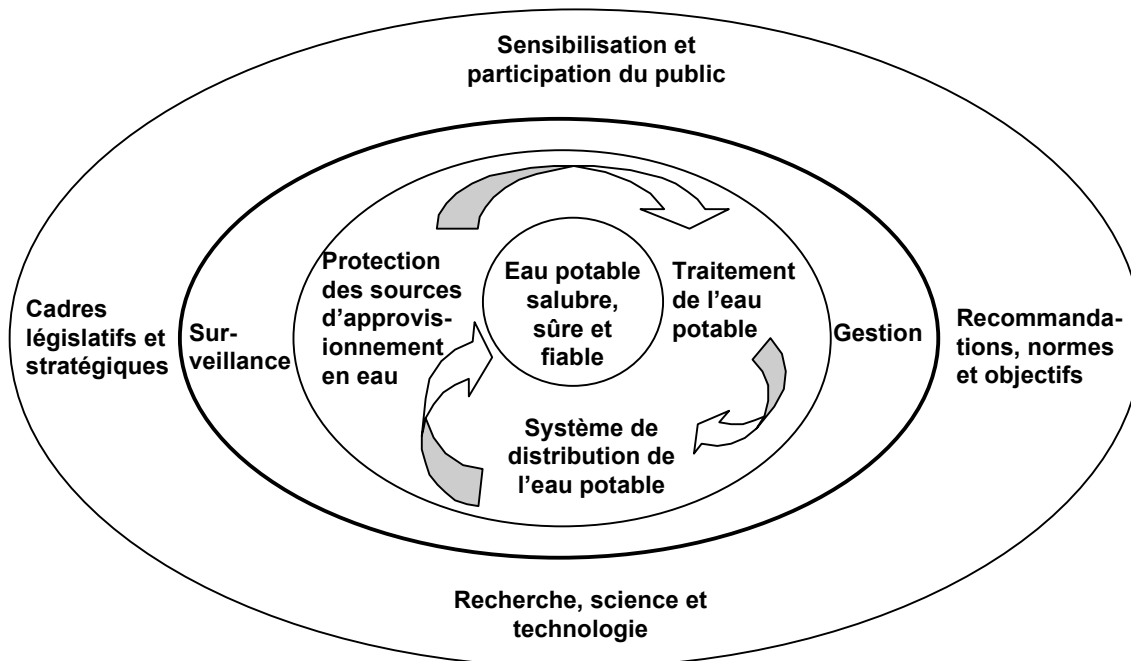 Sensibilisation et
participation du public
Cadres
législatifs et
stratégiques
Sur-
veillance
Protection
des sources
d'approvis-
ionnement
en eau
Eau potable
salubre,
sûre et
fiable
Traitement
de l'eau
potable
Gestion
Recommanda-
tions, normes
et objectifs
Système de
distribution de
l'eau potable
Recherche, science et
technologie